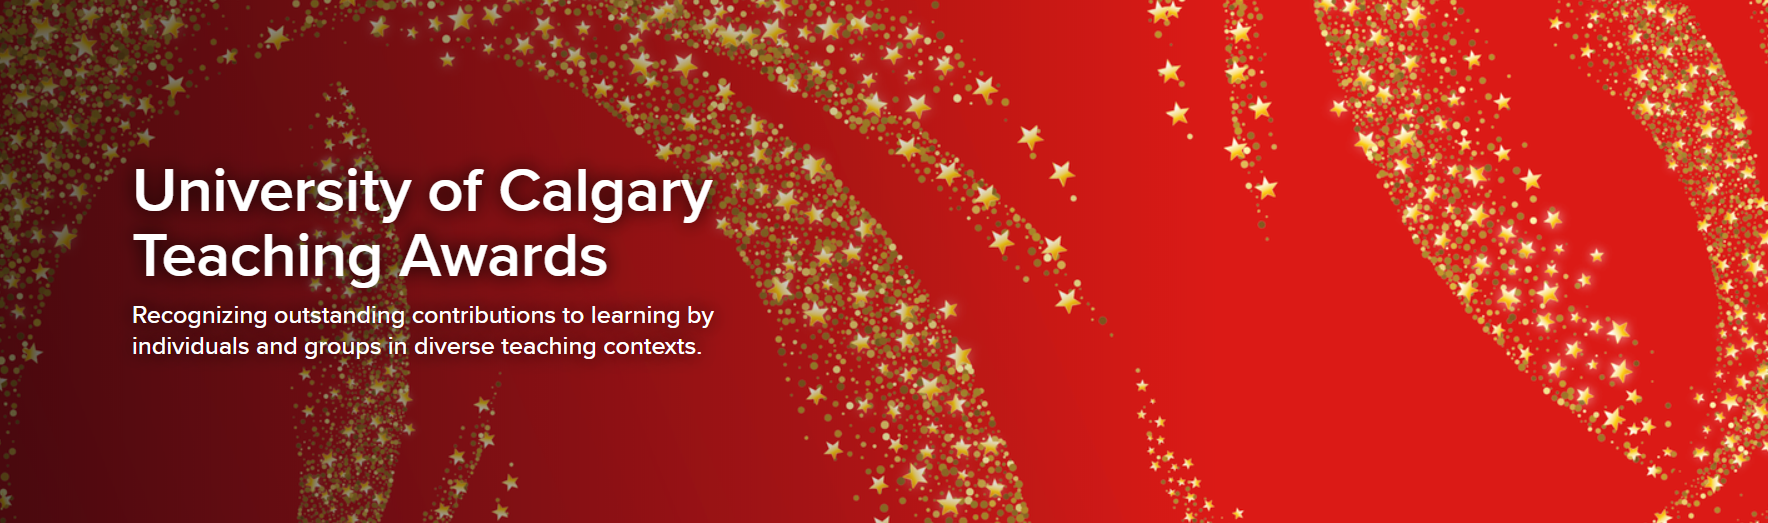 University of Calgary
Teaching Awards
Recognizing outstanding contributions to learning by
individuals and groups in diverse teaching contexts.